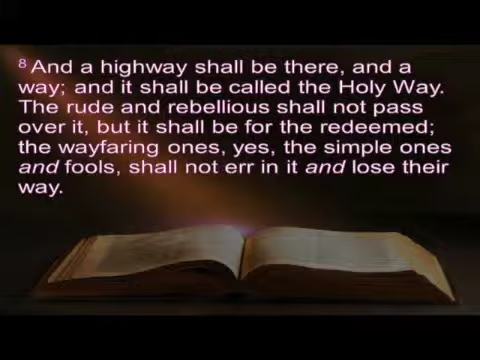 8 And a highway shall be there, and a
way; and it shall be called the Holy Way.
The rude and rebellious shall not pass
over it, but it shall be for the redeemed;
the wayfaring ones, yes, the simple ones
and fools, shall not err in it and lose their
way.